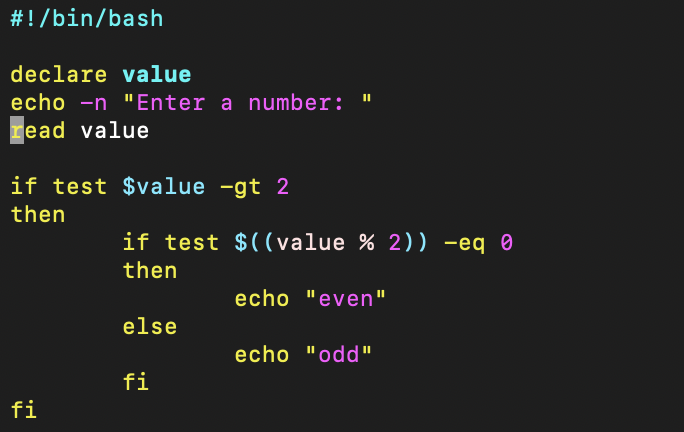 #!/bin/bash

declare value
echo -n "Enter a number: "
read value

if test $value -gt 2
then
        if test $((value % 2)) -eq 0
        then
                echo "even"
        else
                echo "odd"
        fi
fi